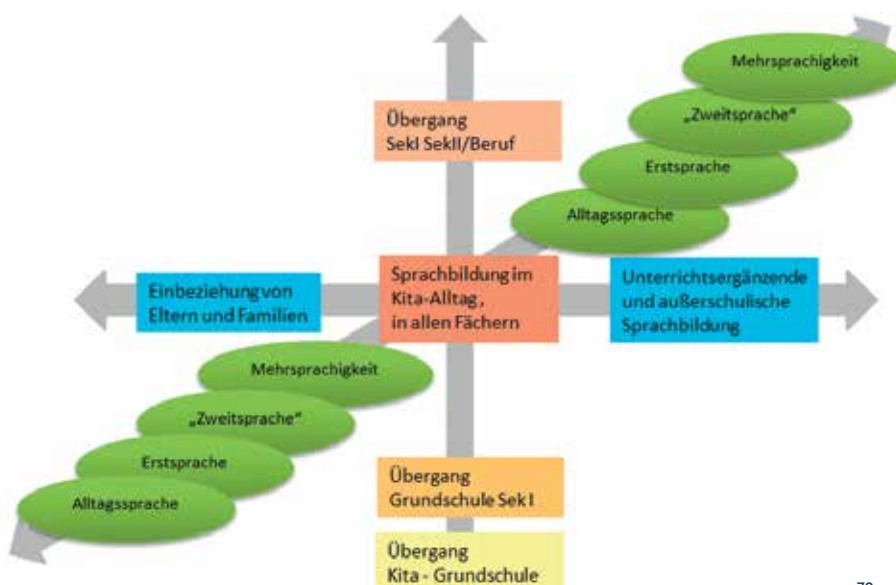 Mehrsprachigkeit
„Zweitsprache“
Erstsprache
Alltagssprache
Übergang
SekI SekII/Beruf
Einbeziehung von
Eltern und Familien
Sprachbildung im
Kita-Alltag,
in allen Fächern
Unterrichtsergänzende
und außerschulische
Sprachbildung
Mehrsprachigkeit
„Zweitsprache“
Erstsprache
Alltagssprache
Übergang
Grundschule Sek I
Übergang
Kita - Grundschule